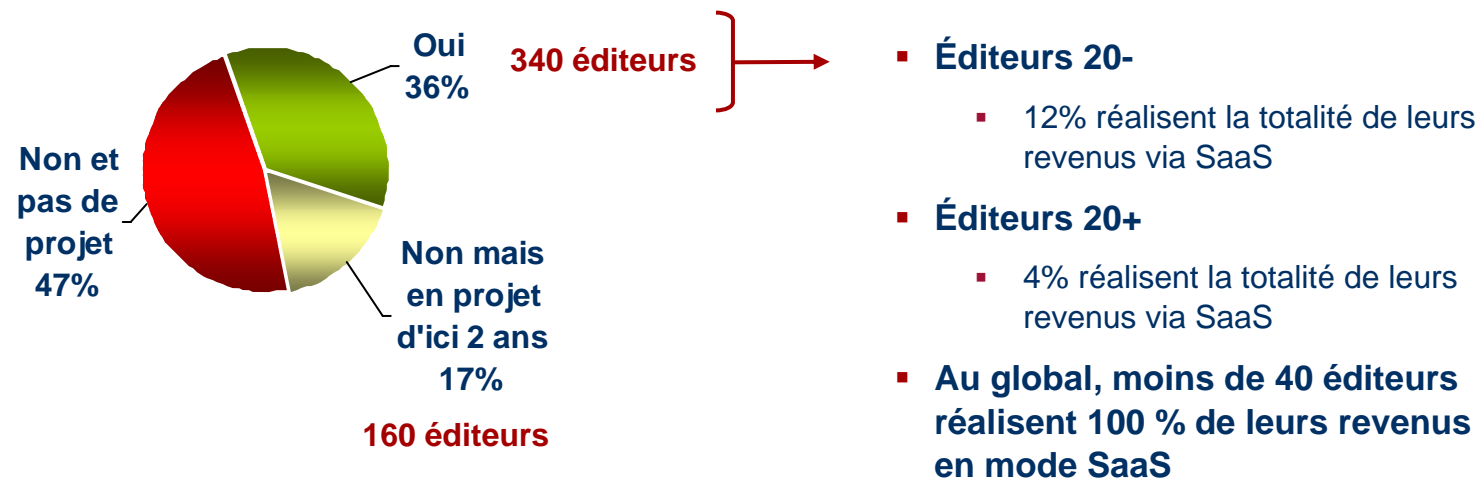 Oui
36%
340 éditeurs
Non et
pas de
projet
47%
Non mais
en projet
d'ici 2 ans
17%
160 éditeurs
▪ Éditeurs 20-
▪ 12% réalisent la totalité de leurs
revenus via SaaS
▪ Éditeurs 20+
▪ 4% réalisent la totalité de leurs
revenus via SaaS
▪ Au global, moins de 40 éditeurs
réalisent 100 % de leurs revenus
en mode SaaS